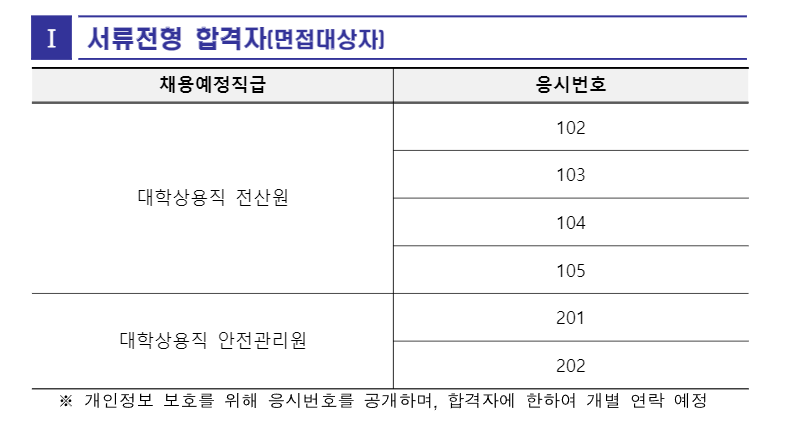 I 서류전형 합격자(면접대상자)
채용예정직급 응시번호
대학상용직 전산원
102
103
104
105
대학상용직 안전관리원
201
202
※ 개인정보 보호를 위해 응시번호를 공개하며, 합격자에 한하여 개별 연락 예정